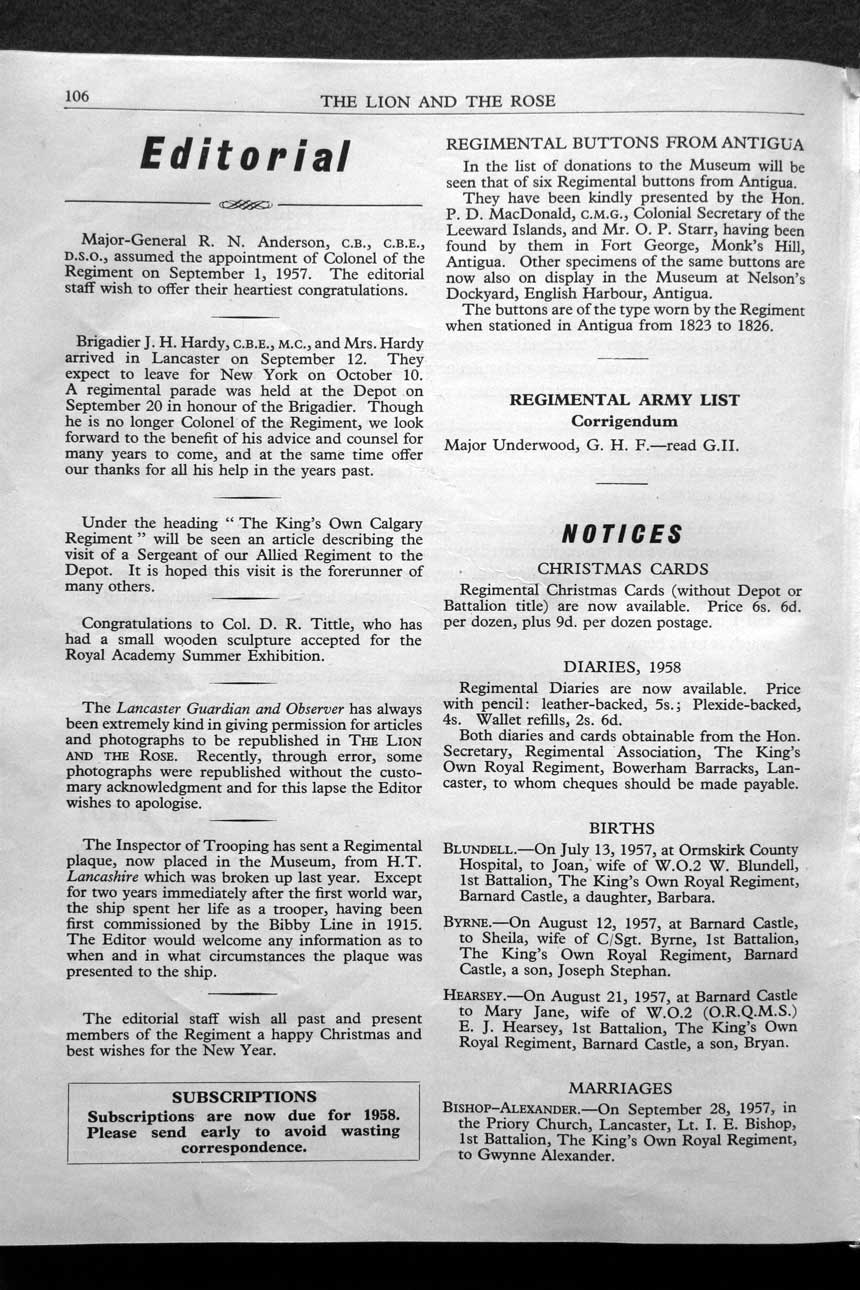 106
THE LION AND THE ROSE
Editorial
Major-General R. N. Anderson, C.B., C.B.E.,
D.S.O., assumed the appointment of Colonel of the
Regiment on September 1, 1957. The editorial
staff wish to offer their heartiest congratulations.
Brigadier J. H. Hardy, C.B.E., M.C., and Mrs. Hardy
arrived in Lancaster on September 12. They
expect to leave for New York on October 10.
A regimental parade was held at the Depot on
September 20 in honour of the Brigadier. Though
he is no longer Colonel of the Regiment, we look
forward to the benefit of his advice and counsel for
many years to come, and at the same time offer
our thanks for all his help in the years past.
Under the heading “ The King's Own Calgary
Regiment ” will be seen an article describing the
visit of a Sergeant of our Allied Regiment to the
Depot. It is hoped this visit is the forerunner of
many others.
Congratulations to Col. D. R. Tittle, who has
had a small wooden sculpture accepted for the
Royal Academy Summer Exhibition.
The Lancaster Guardian and Observer has always
been extremely kind in giving permission for articles
and photographs to be republished in THE LION
AND THE ROSE. Recently, through error, some
photographs were republished without the custo-
mary acknowledgment and for this lapse the Editor
wishes to apologise.
The Inspector of Trooping has sent a Regimental
plaque, now placed in the Museum, from H.T.
Lancashire which was broken up last year. Except
for two years immediately after the first world war,
the ship spent her life as a trooper, having been
first commissioned by the Bibby Line in 1915.
The Editor would welcome any information as to
when and in what circumstances the plaque was
presented to the ship.
The editorial staff wish all past and present
members of the Regiment a happy Christmas and
best wishes for the New Year.
SUBSCRIPTIONS
Subscriptions are now due for 1958.
Please send early to avoid wasting
correspondence.
REGIMENTAL BUTTONS FROM ANTIGUA
In the list of donations to the Museum will be
seen that of six Regimental buttons from Antigua.
They have been kindly presented by the Hon.
P. D. MacDonald, C.M.G., Colonial Secretary of the
Leeward Islands, and Mr. O. P. Starr, having been
found by them in Fort George, Monk's Hill,
Antigua. Other specimens of the same buttons are
now also on display in the Museum at Nelson's
Dockyard, English Harbour, Antigua.
The buttons are of the type worn by the Regiment
when stationed in Antigua from 1823 to 1826.
REGIMENTAL ARMY LIST
Corrigendum
Major Underwood, G. H. F.—read G.II.
NOTICES
CHRISTMAS CARDS
Regimental Christmas Cards (without Depot or
Battalion title) are now available. Price 6s. 6d.
per dozen, plus 9d. per dozen postage.
DIARIES, 1958
Regimental Diaries are now available. Price
with pencil: leather-backed, 5s.; Plexide-backed,
4s. Wallet refills, 2s. 6d.
Both diaries and cards obtainable from the Hon.
Secretary, Regimental Association, The King's
Own Royal Regiment, Bowerham Barracks, Lan-
caster, to whom cheques should be made payable.
BIRTHS
BLUNDELL.—On July 13, 1957, at Ormskirk County
Hospital, to Joan, wife of W.O.2 W. Blundell,
1st Battalion, The King's Own Royal Regiment,
Barnard Castle, a daughter, Barbara.
BYRNE.—On August 12, 1957, at Barnard Castle,
to Sheila, wife of C/Sgt. Byrne, 1st Battalion,
The King's Own Royal Regiment, Barnard
Castle, a son, Joseph Stephan.
HEARSEY.—On August 21, 1957, at Barnard Castle
to Mary Jane, wife of W.O.2 (O.R.Q.M.S.)
E. J. Hearsey, 1st Battalion, The King's Own
Royal Regiment, Barnard Castle, a son, Bryan.
MARRIAGES
BISHOP–ALEXANDER.—On September 28, 1957, in
the Priory Church, Lancaster, Lt. I. E. Bishop,
1st Battalion, The King's Own Royal Regiment,
to Gwynne Alexander.